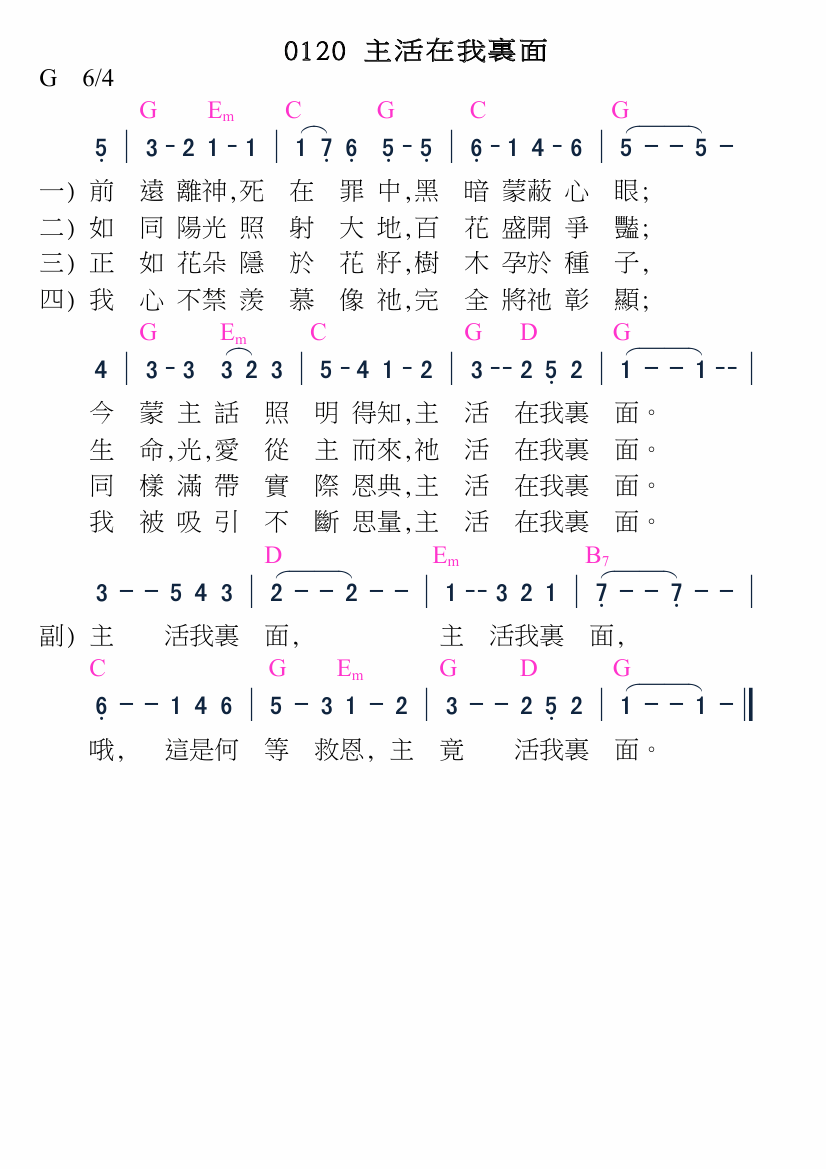 0120 主活在我裏面
G 6/4
G Em C G C G
5 | 3 - 2 1 - 1 | 1 7 6 5 - 5 | 6 - 1 4 - 6 | 5 - - 5 -
一) 前 遠 離神,死 在 罪 中,黑 暗 蒙蔽 心 眼;
二) 如 同 陽光 照 射 大 地,百 花 盛開 爭 豔;
三) 正 如 花朵 隱 於 花 籽,樹 木 孕於 種 子,
四) 我 心 不禁 羨 慕 像 祂,完 全 將祂 彰 顯;
G Em C G D G
4 | 3 - 3 3 2 3 | 5 - 4 1 - 2 | 3 -- 2 5 2 | 1 - - 1 -- |
今 蒙 主 話 照 明 得知,主 活 在我裏 面。
生 命,光,愛 從 主 而來,祂 活 在我裏 面。
同 樣 滿 帶 實 際 恩典,主 活 在我裏 面。
我 被 吸 引 不 斷 思量,主 活 在我裏 面。
D Em B7
3 - - 5 4 3 | 2 - - 2 - - | 1 -- 3 2 1 | 7 - - 7 - - |
副) 主 活我裏 面, 主 活我裏 面,
C G Em G D G
6 - - 1 4 6 | 5 - 3 1 - 2 | 3 - - 2 5 2 | 1 - - 1 - ‖
哦, 這是何 等 救恩, 主 竟 活我裏 面。